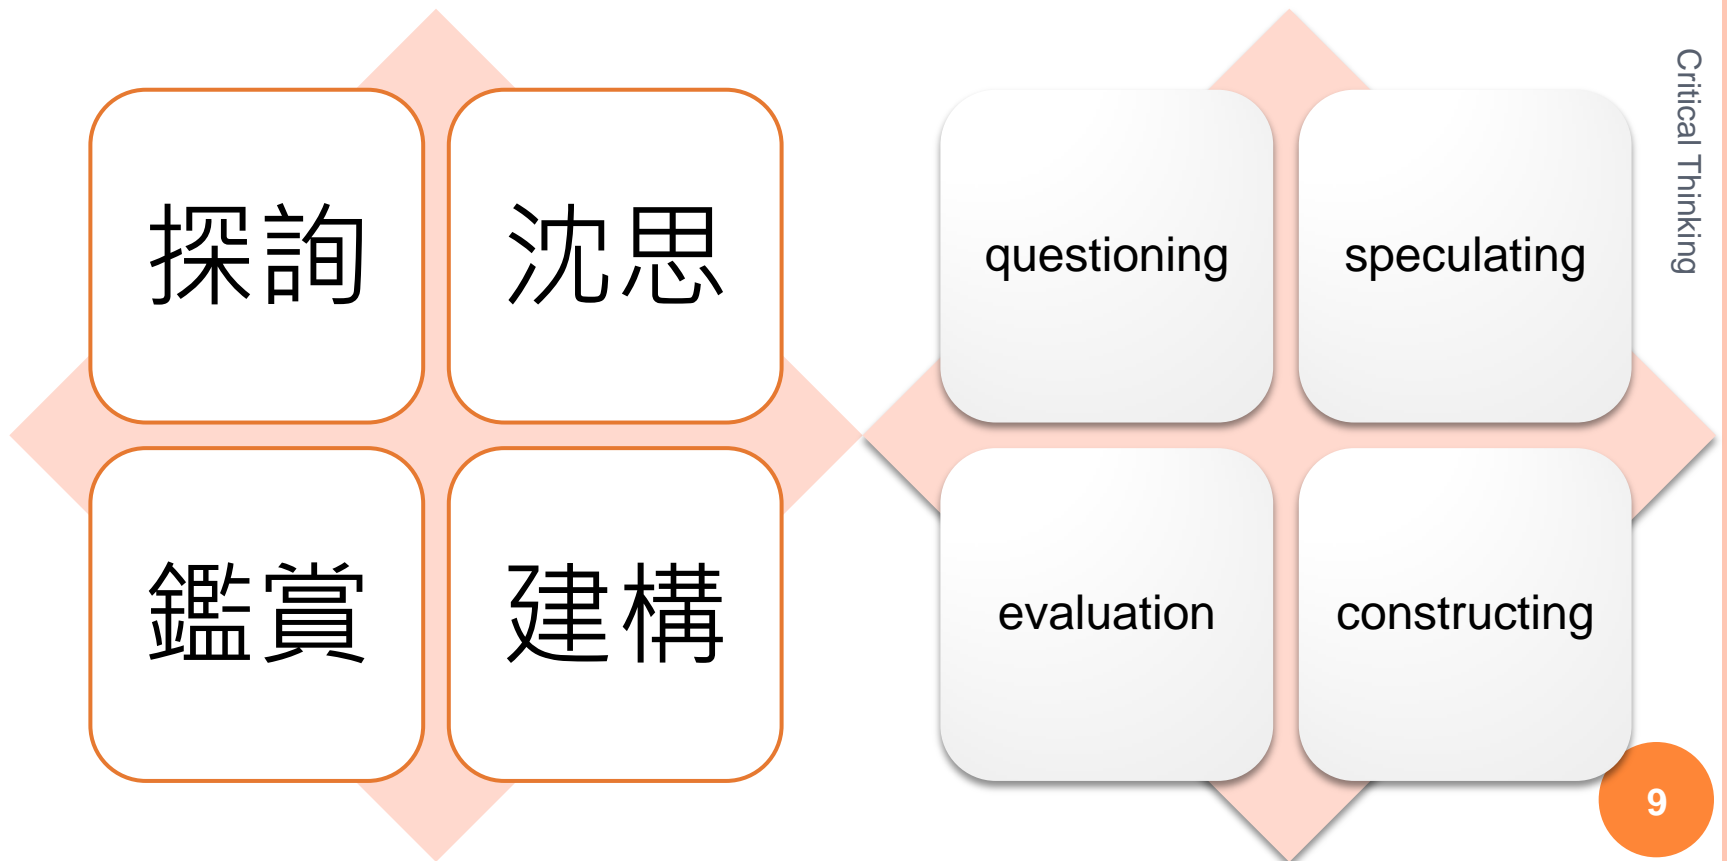 探詢
沈思
鑑賞
建構
questioning
speculating
evaluation
constructing
Critical Thinking
9